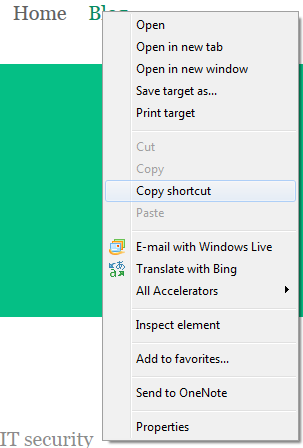 Home Blog
Open
Open in new tab
Open in new window
Save target as...
Print target
Cut
Copy
Copy shortcut
Paste
E-mail with Windows Live
Translate with Bing
All Accelerators
Inspect element
Add to favorites...
Send to OneNote
Properties
IT security